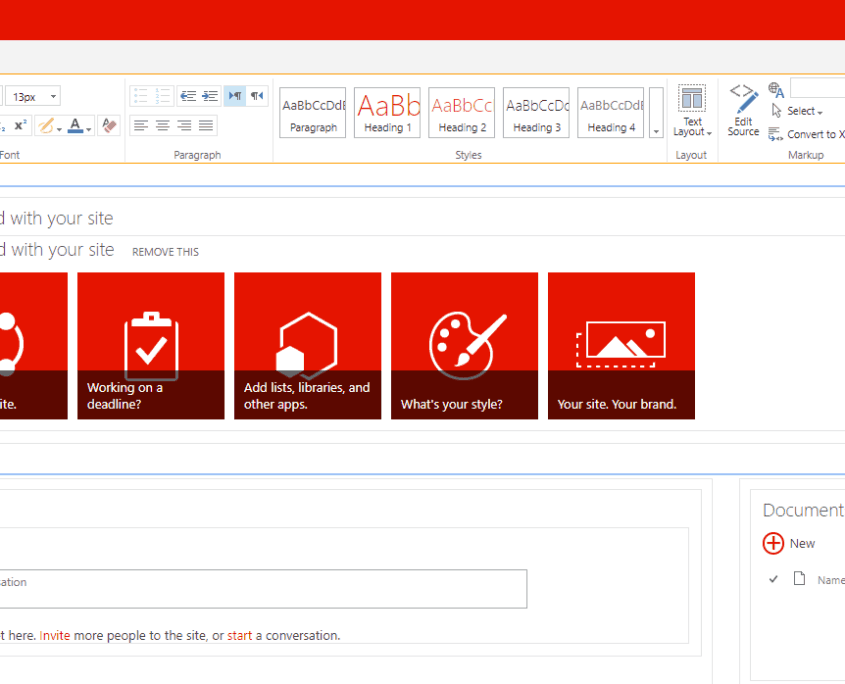 13px
AaBbCcDdE
AaBb
AaBbCc
AaBbCcDc
AaBbCcDdE
Paragraph
Heading 1
Heading 2
Heading 3
Heading 4
Text
Layout
Edit
Source
Select
Convert to X
Font
Paragraph
Styles
Layout
Markup
d with your site
d with your site
REMOVE THIS
ite.
Working on a
deadline?
Add lists, libraries, and
other apps.
What's your style?
Your site. Your brand.
Document
New
Name
sation
t here. Invite more people to the site, or start a conversation.